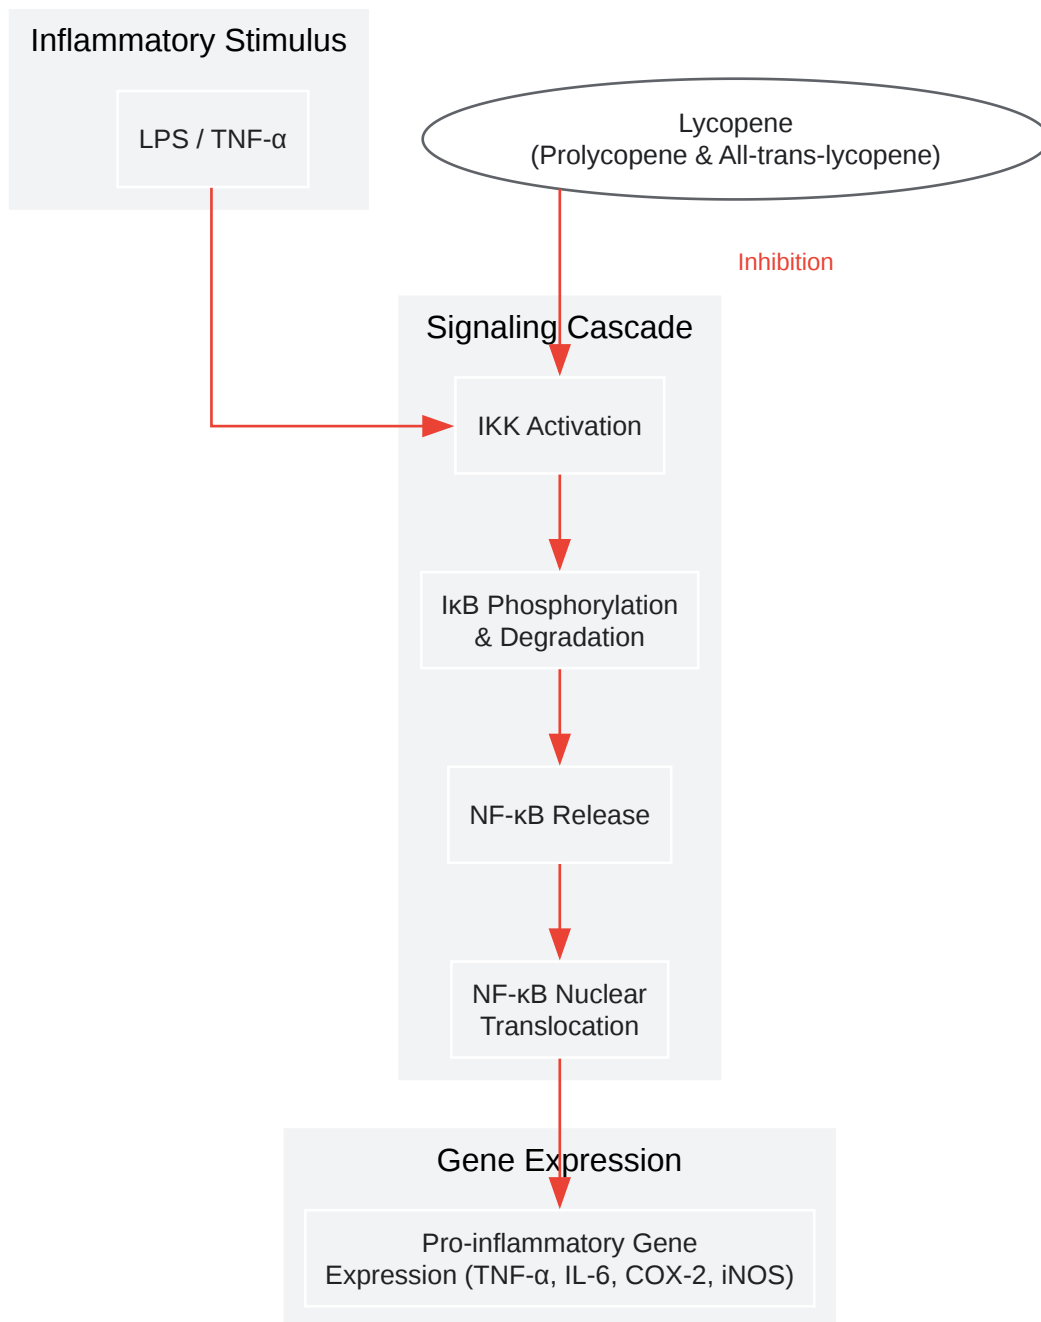 Inflammatory Stimulus
LPS / TNF-α
Lycopene
(Prolycopene & All-trans-lycopene)
Inhibition
Signaling Cascade
IKK Activation
IκB Phosphorylation
& Degradation
NF-κB Release
NF-κB Nuclear
Translocation
Gene Expression
Pro-inflammatory Gene
Expression (TNF-α, IL-6, COX-2, iNOS)